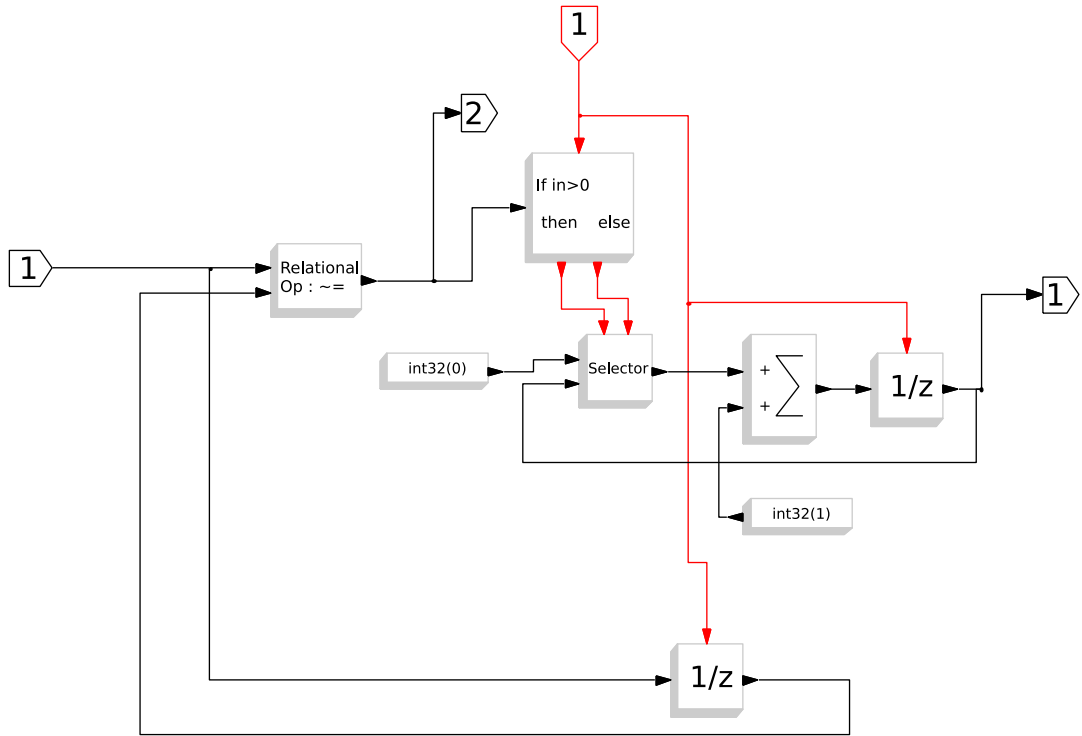 1
2
If in>0
then else
1
Relational
Op : ~=
1
int32(0)
Selector
+
+
∑
1/z
int32(1)
1/z